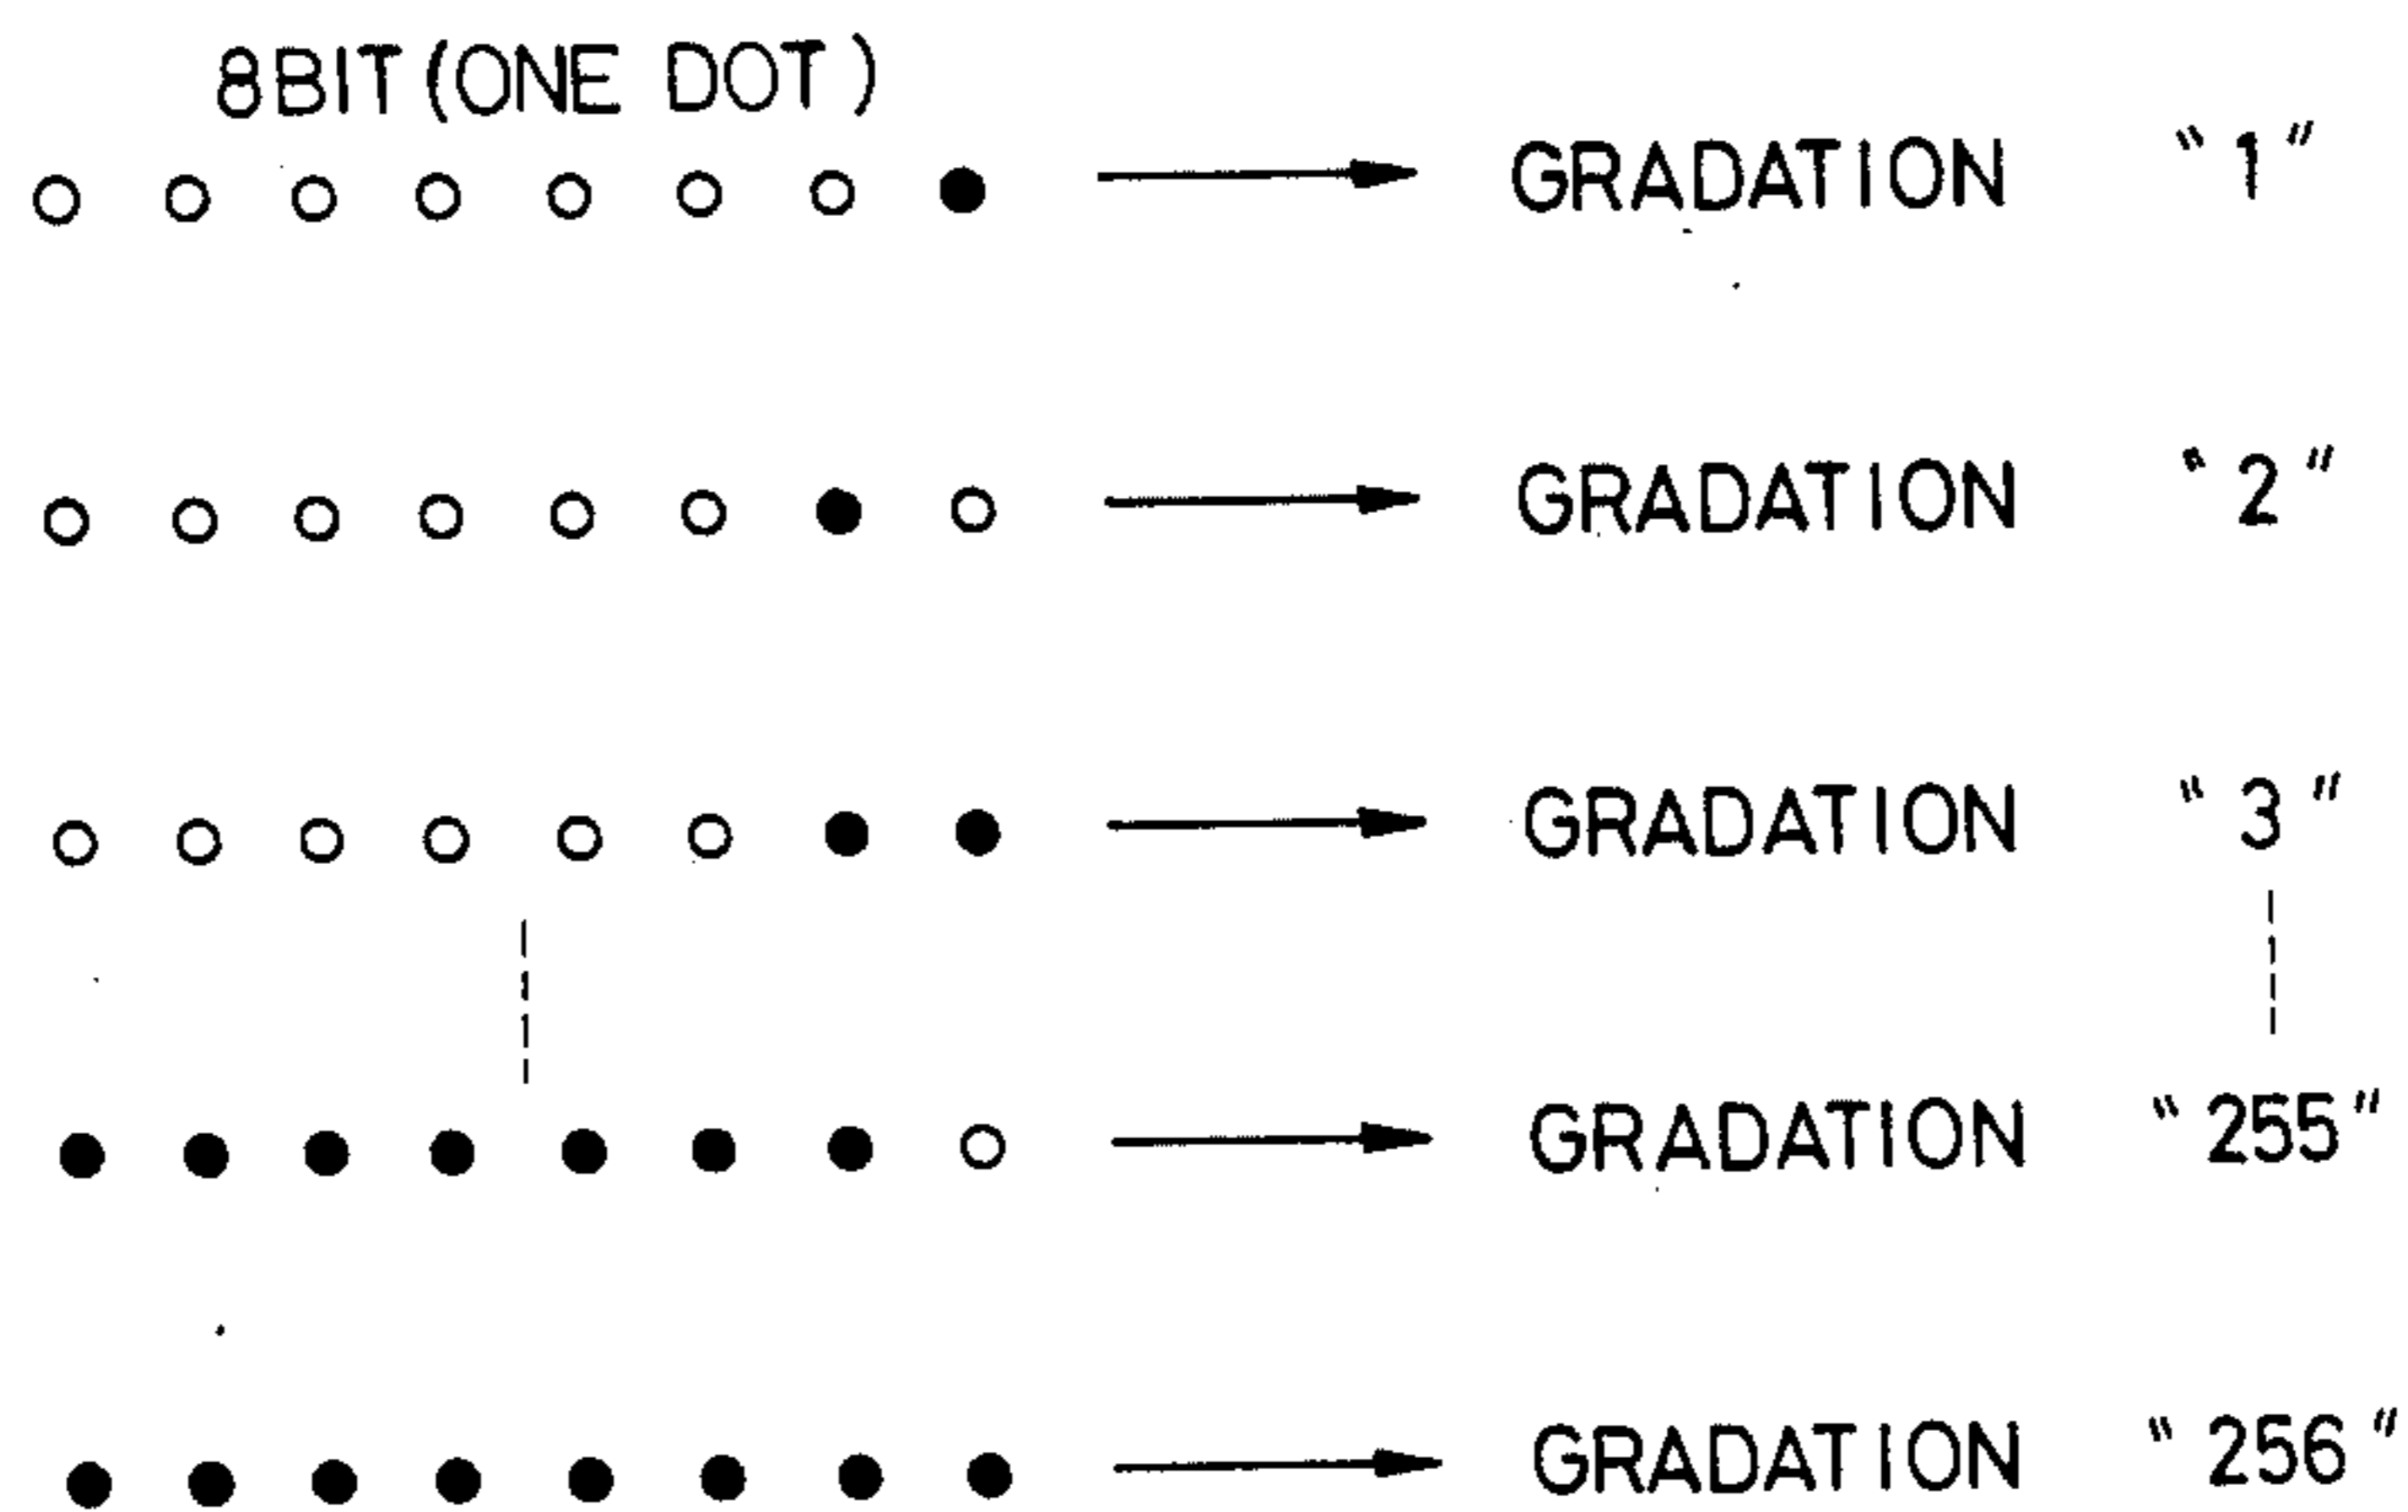 8BIT (ONE DOT)
GRADATION "1"
GRADATION "2"
GRADATION "3"
GRADATION "255"
GRADATION "256"